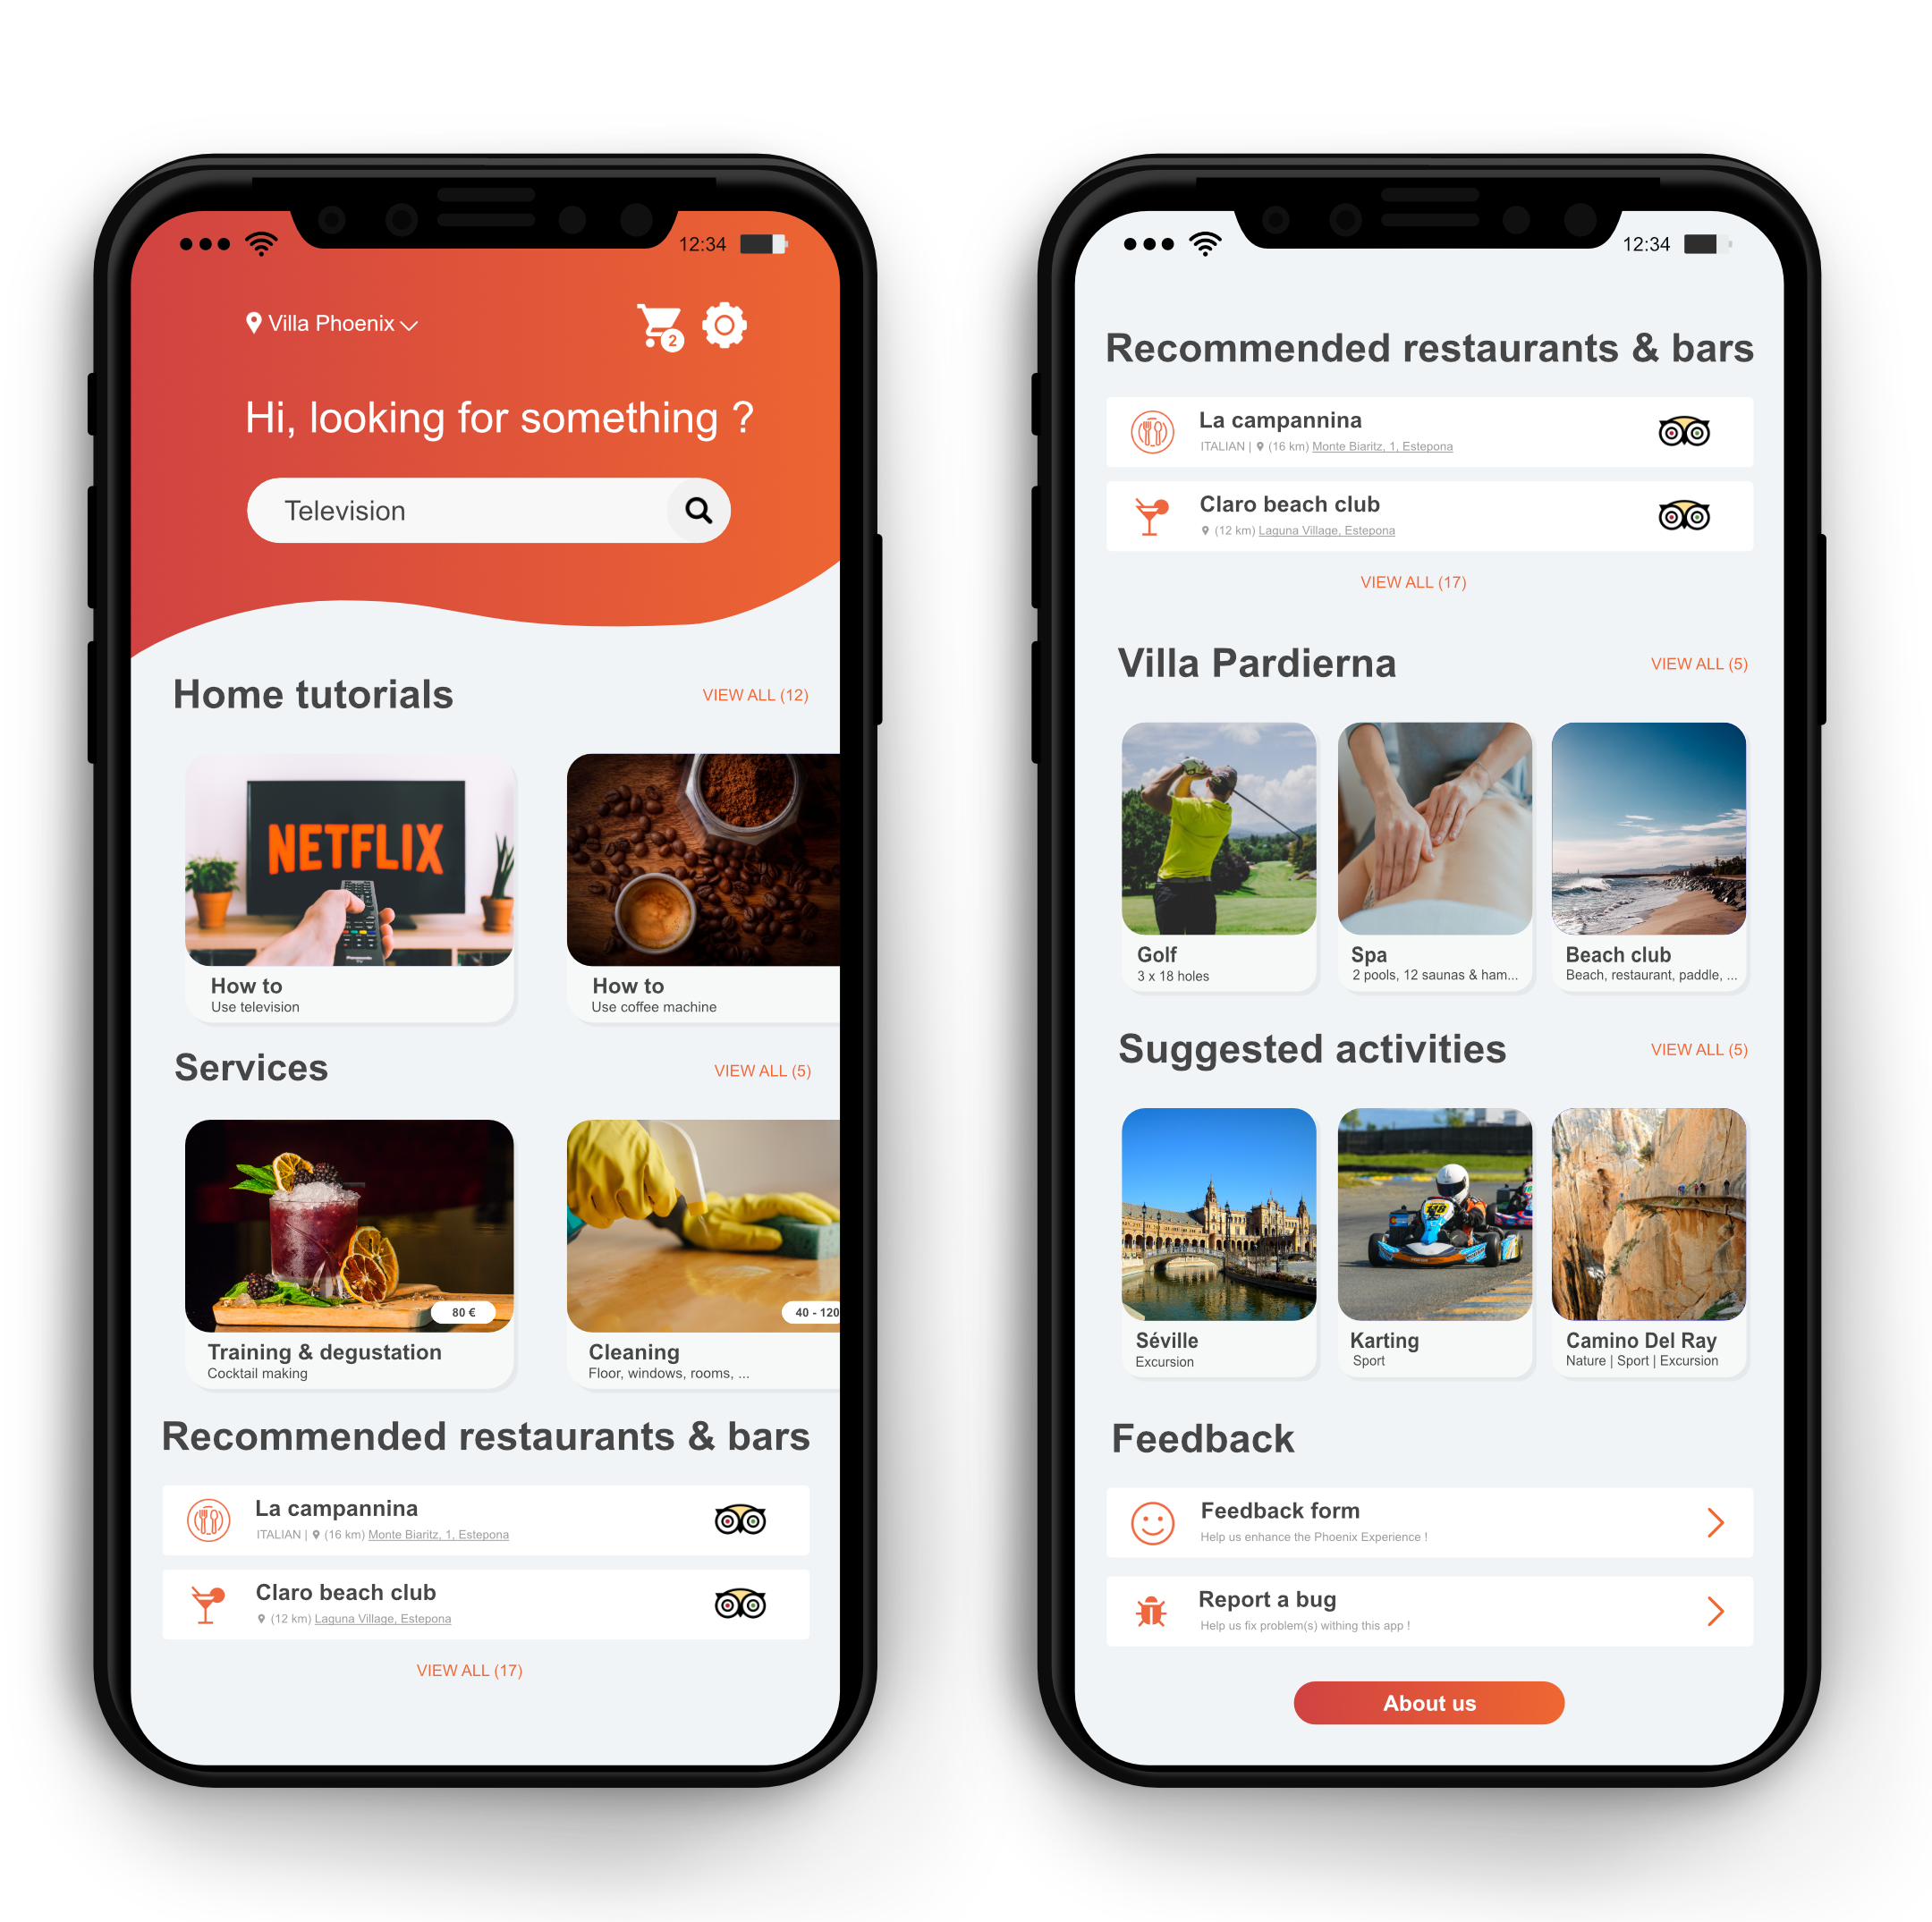 12:34
Villa Phoenix
2
Hi, looking for something ?
Television
Home tutorials
VIEW ALL (12)
NETFLIX
Panasonic
TV
How to
Use television
How to
Use coffee machine
Services
VIEW ALL (5)
80 €
40 - 120
Training & degustation
Cocktail making
Cleaning
Floor, windows, rooms, ...
Recommended restaurants & bars
La campannina
ITALIAN | (16 km) Monte Biaritz, 1, Estepona
Claro beach club
(12 km) Laguna Village, Estepona
VIEW ALL (17)
12:34
Recommended restaurants & bars
La campannina
ITALIAN | (16 km) Monte Biaritz, 1, Estepona
Claro beach club
(12 km) Laguna Village, Estepona
VIEW ALL (17)
Villa Pardierna
VIEW ALL (5)
Golf
3 x 18 holes
Spa
2 pools, 12 saunas & ham...
Beach club
Beach, restaurant, paddle, ...
Suggested activities
VIEW ALL (5)
Séville
Excursion
Karting
Sport
Camino Del Ray
Nature | Sport | Excursion
Feedback
Feedback form
Help us enhance the Phoenix Experience !
Report a bug
Help us fix problem(s) withing this app !
About us